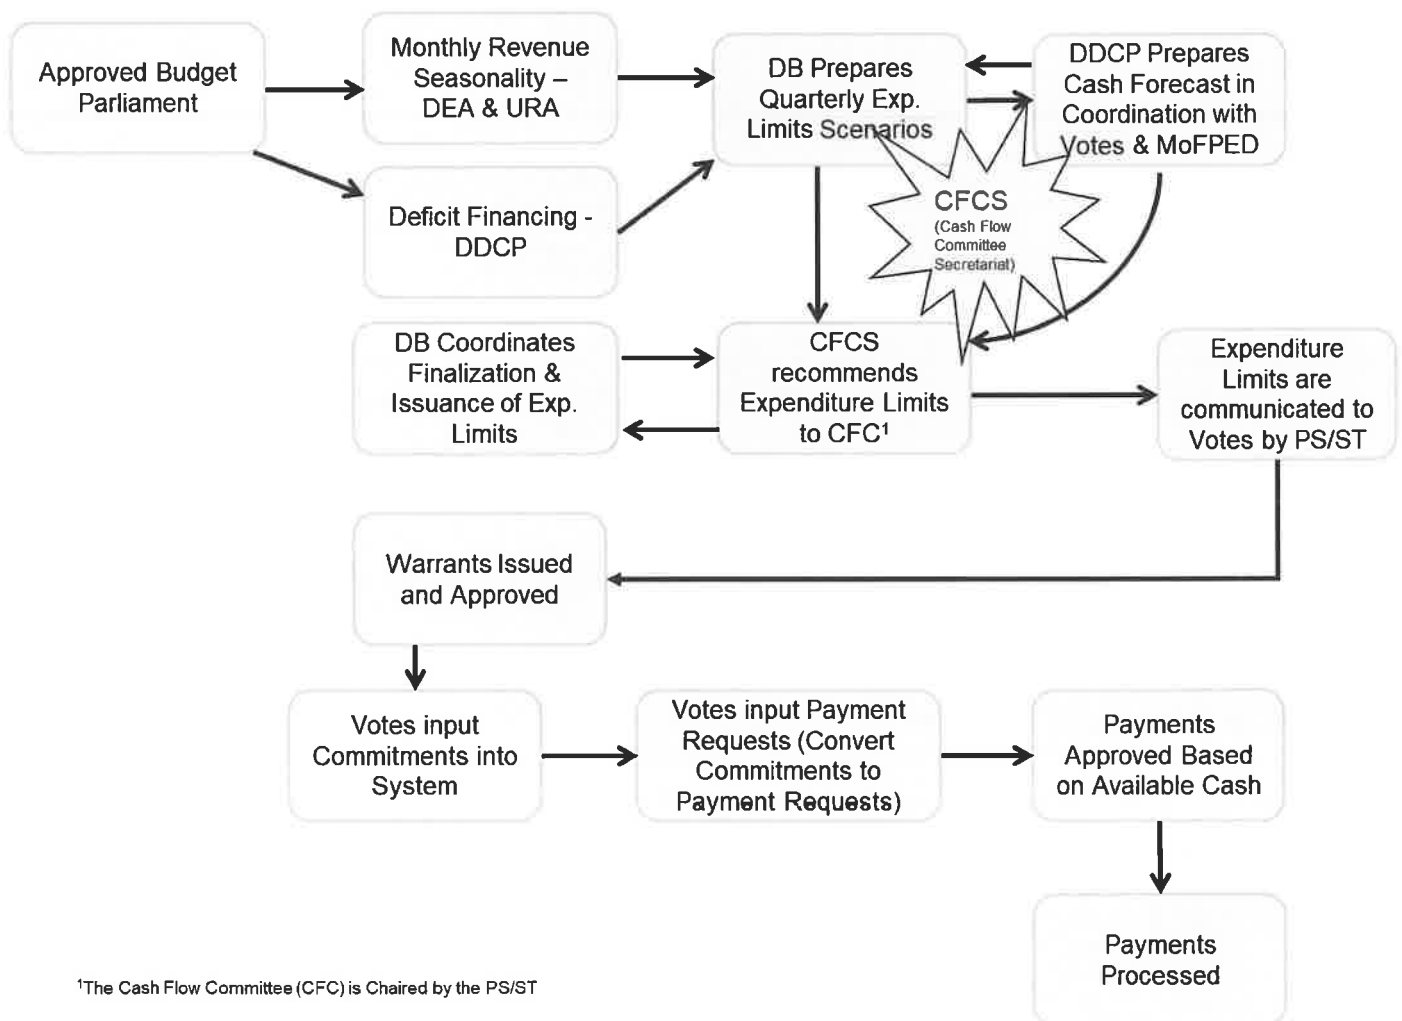 Approved Budget
Parliament
Monthly Revenue
Seasonality –
DEA & URA
Deficit Financing -
DDCP
DB Prepares
Quarterly Exp.
Limits Scenarios
DDCP Prepares
Cash Forecast in
Coordination with
Votes & MoFPED
CFCS
(Cash Flow
Committee
Secretariat)
DB Coordinates
Finalization &
Issuance of Exp.
Limits
CFCS
recommends
Expenditure Limits
to CFC¹
Expenditure
Limits are
communicated to
Votes by PS/ST
Warrants Issued
and Approved
Votes input
Commitments into
System
Votes input Payment
Requests (Convert
Commitments to
Payment Requests)
Payments
Approved Based
on Available Cash
Payments
Processed
¹The Cash Flow Committee (CFC) is Chaired by the PS/ST